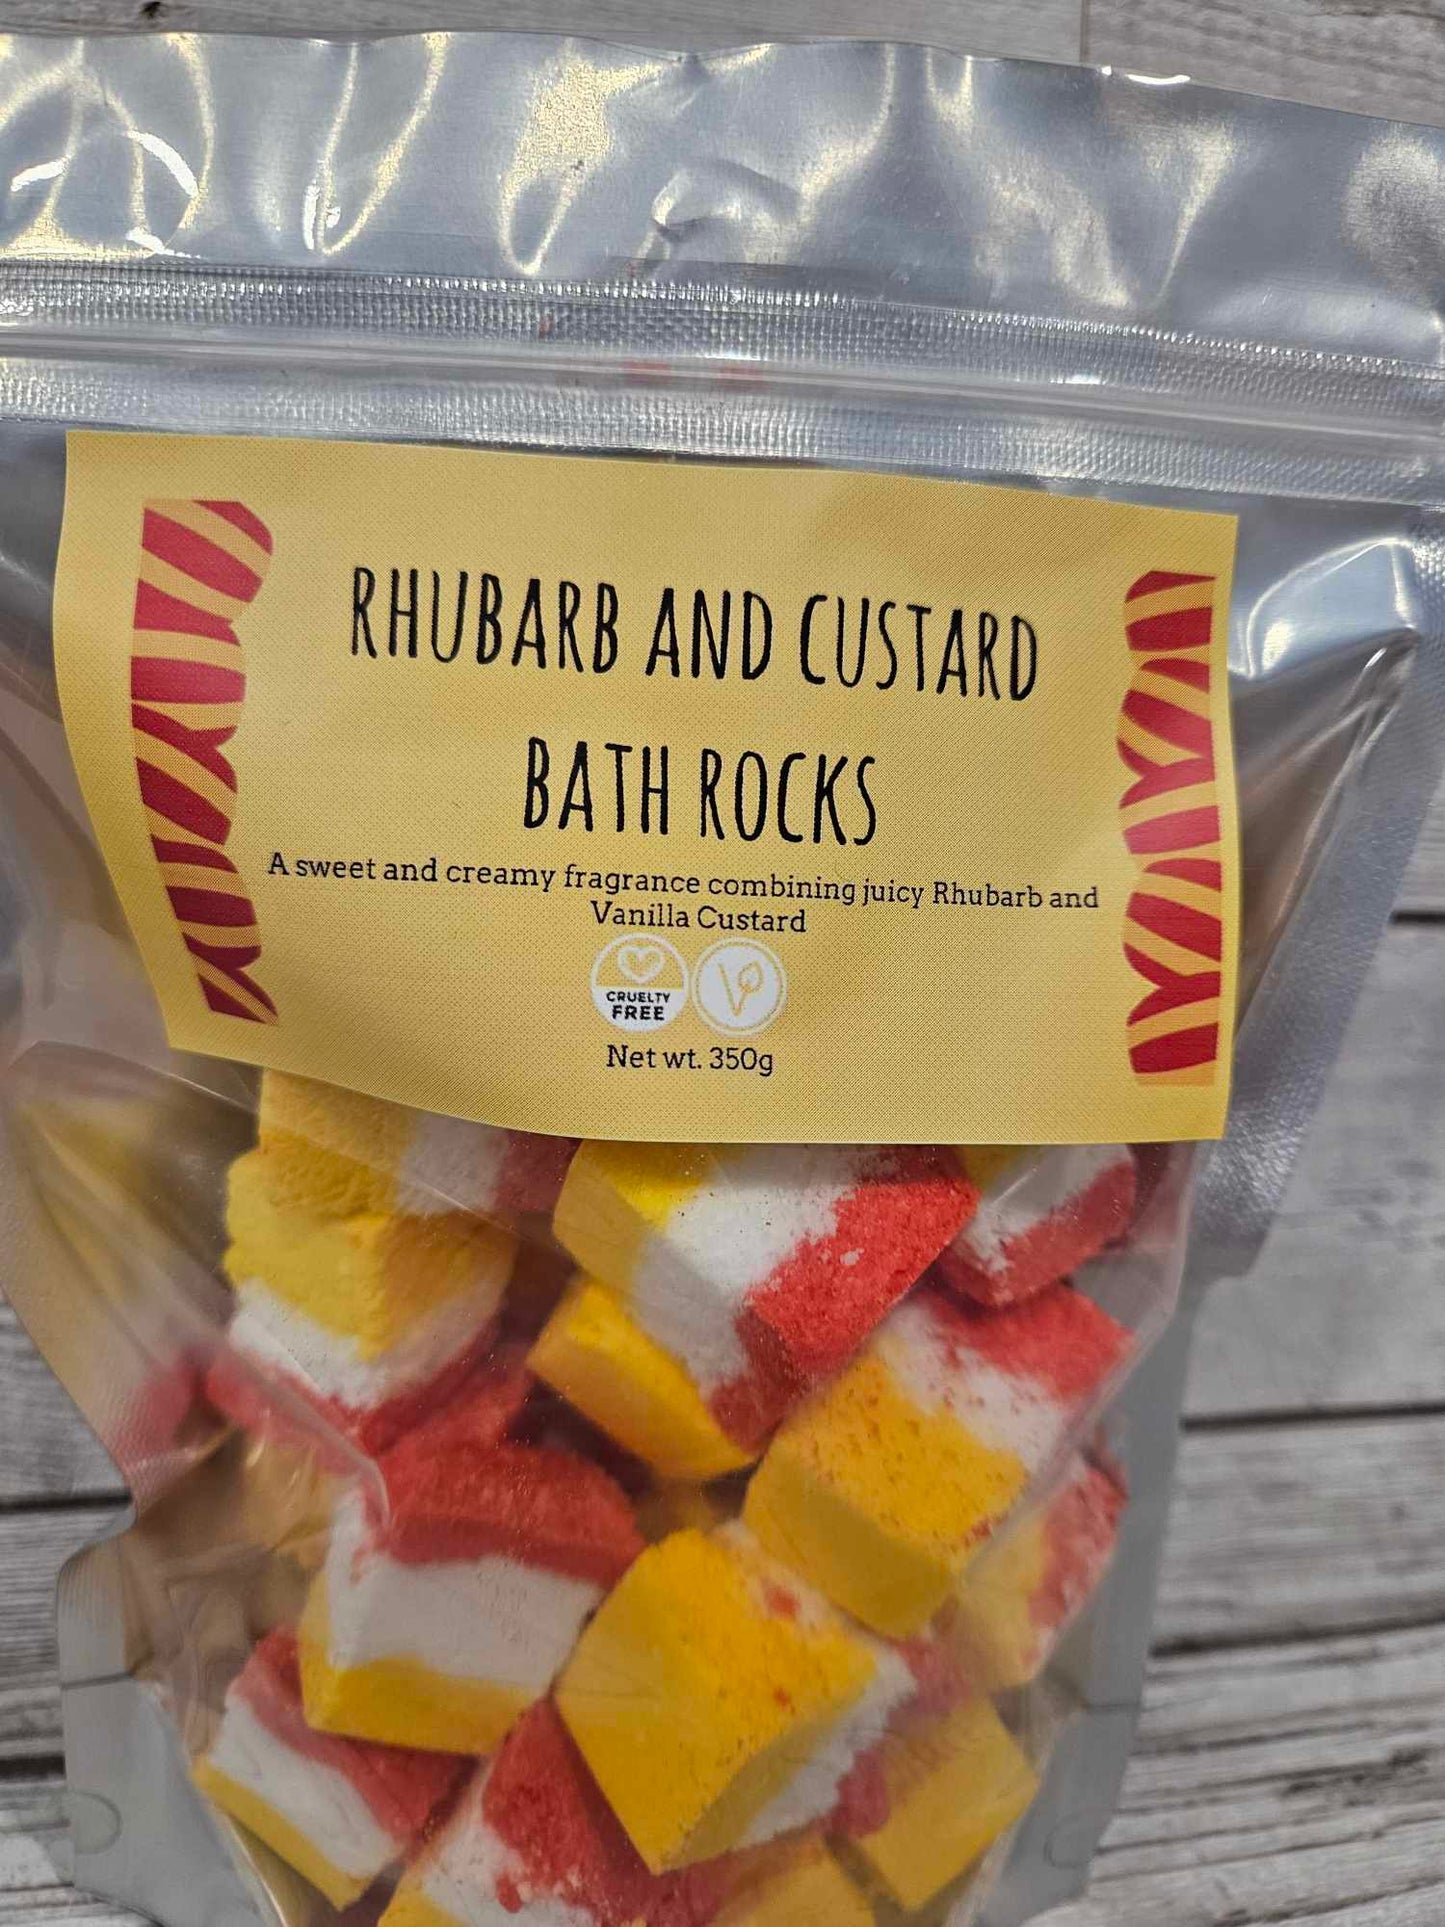 RHUBARB AND CUSTARD
BATH ROCKS
A sweet and creamy fragrance combining juicy Rhubarb and
Vanilla Custard
CRUELTY
FREE
Net wt. 350g